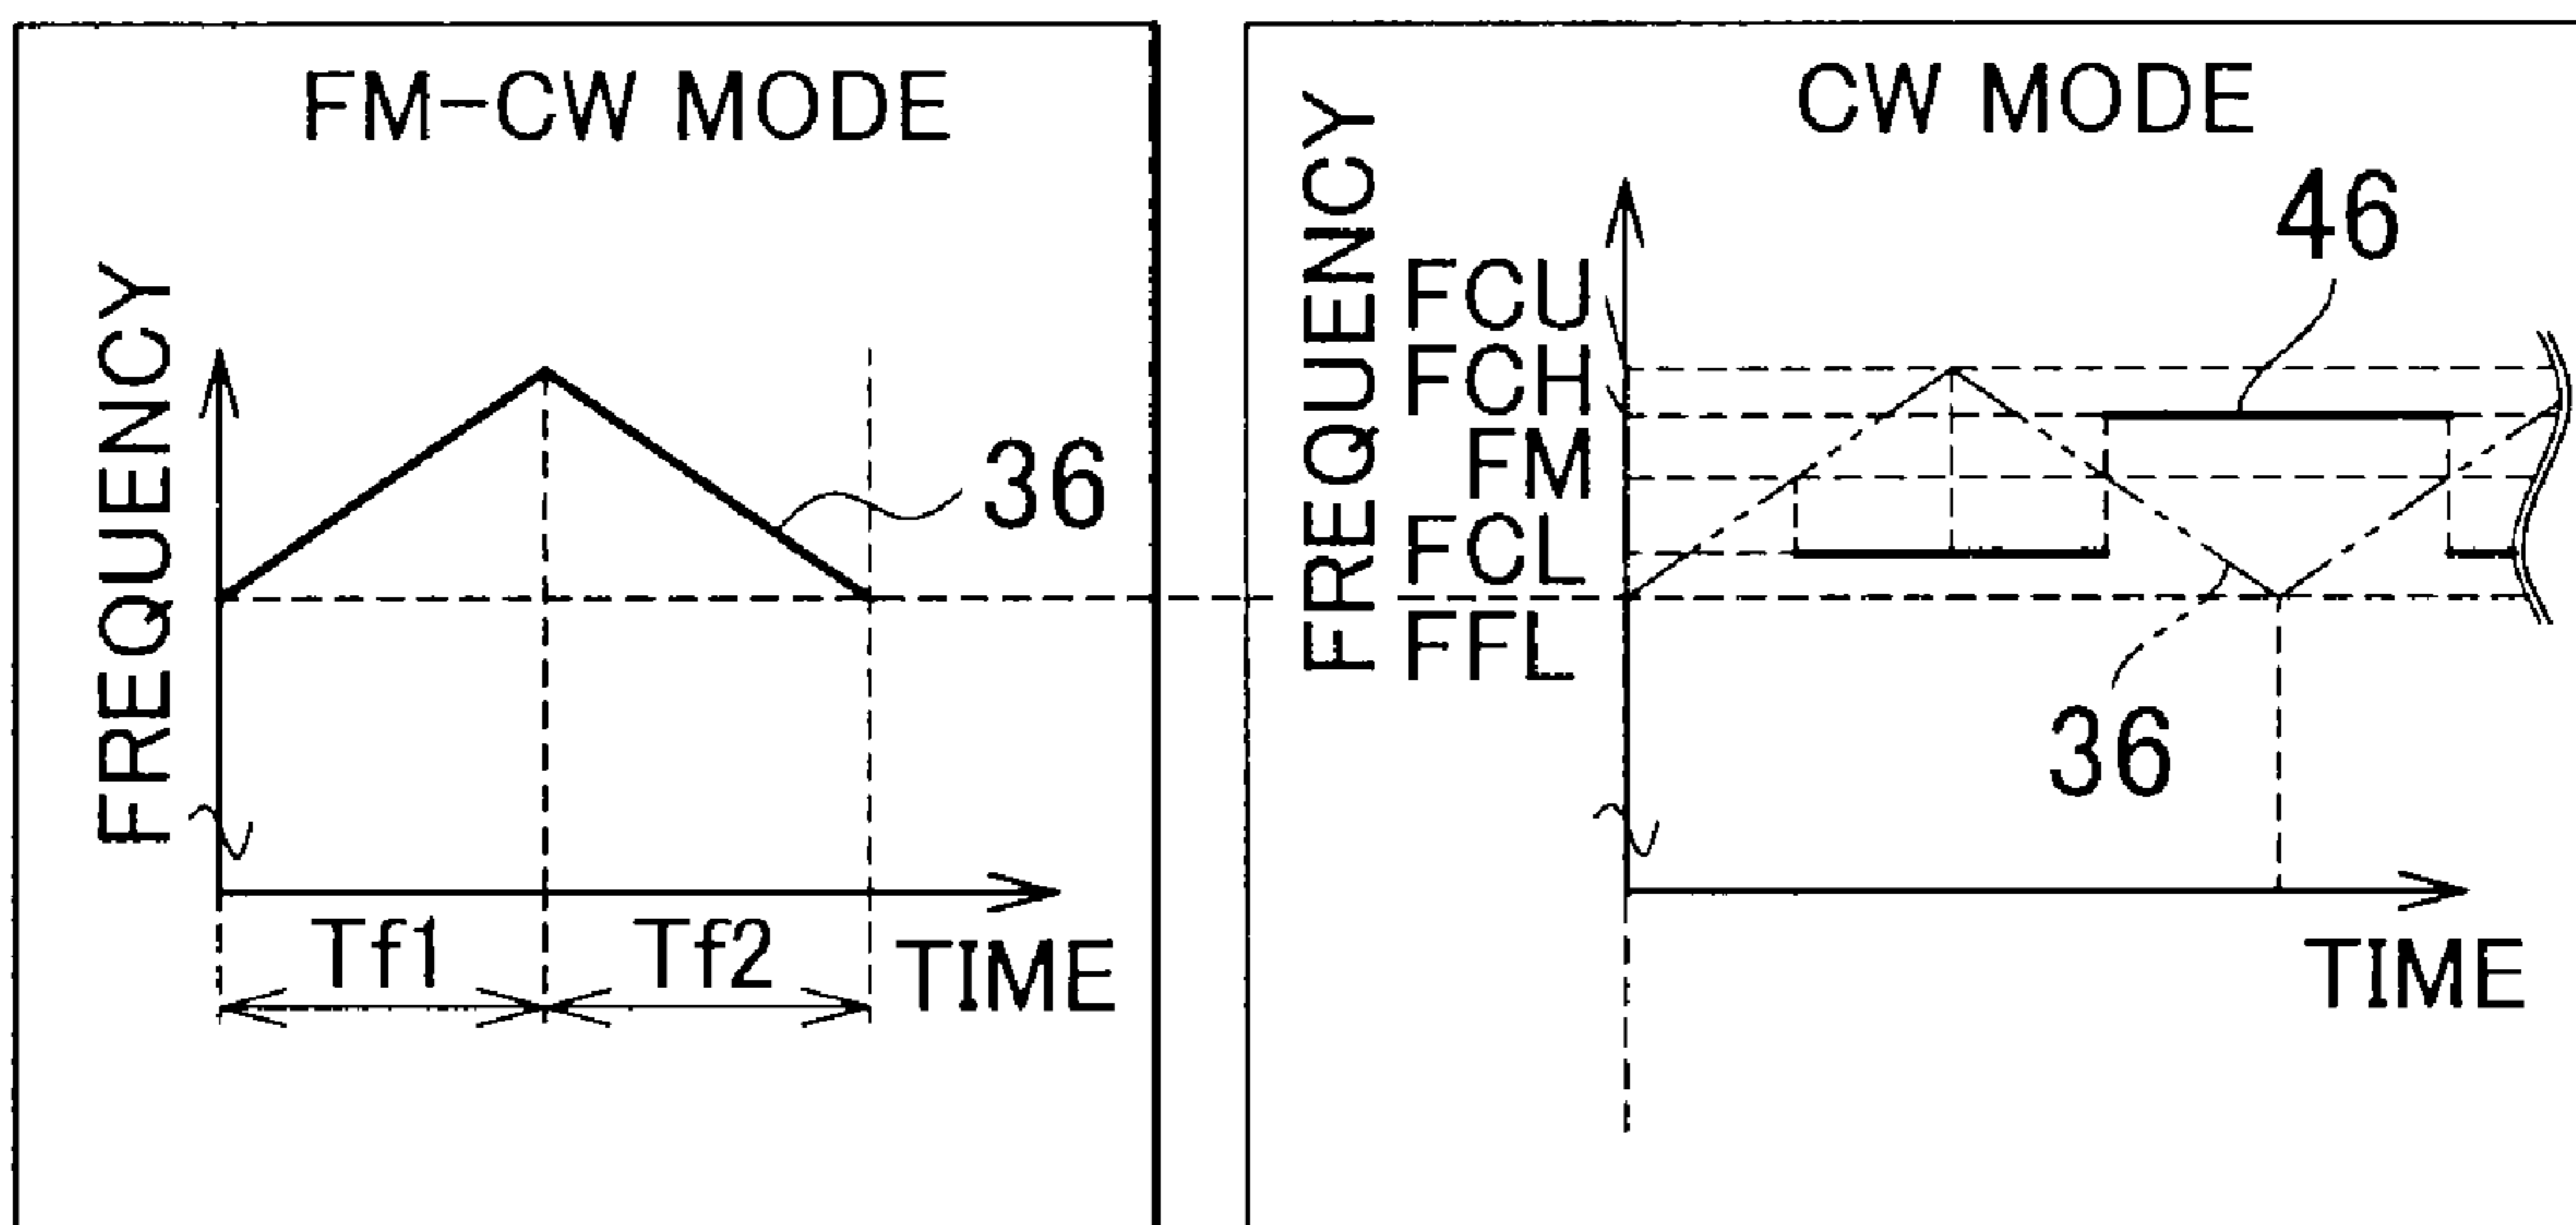 FM-CW MODE
FREQUENCY
36
Tf1
Tf2
TIME
CW MODE
FREQUENCY
FCU
FCH
FM
FCL
FFL
46
36
TIME